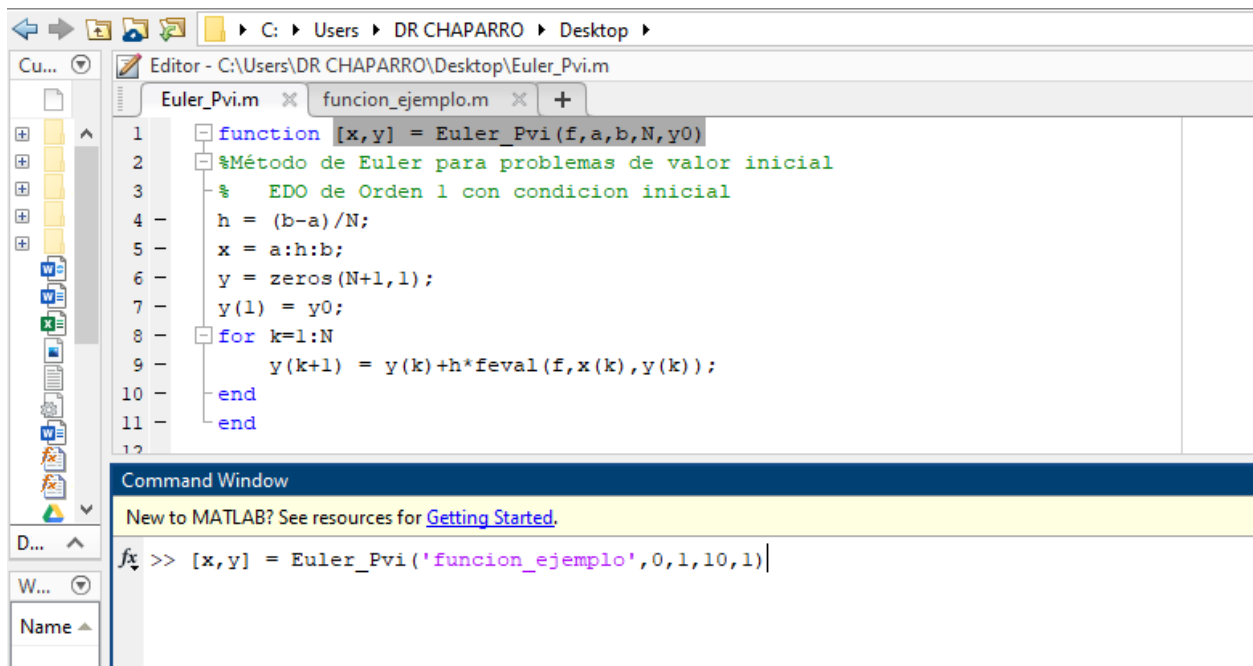 C: Users DR CHAPARRO Desktop
Cu...
Editor - C:\Users\DR CHAPARRO\Desktop\Euler_Pvi.m
Euler_Pvi.m funcion_ejemplo.m +
1 function [x,y] = Euler_Pvi(f,a,b,N,y0)
2 %Método de Euler para problemas de valor inicial
3 % EDO de Orden 1 con condicion inicial
4 - h = (b-a)/N;
5 - x = a:h:b;
6 - y = zeros(N+1,1);
7 - y(1) = y0;
8 - for k=1:N
9 - y(k+1) = y(k)+h*feval(f,x(k),y(k));
10 - end
11 - end
12
Command Window
New to MATLAB? See resources for Getting Started.
D...
fx >> [x,y] = Euler_Pvi('funcion_ejemplo',0,1,10,1)
W...
Name